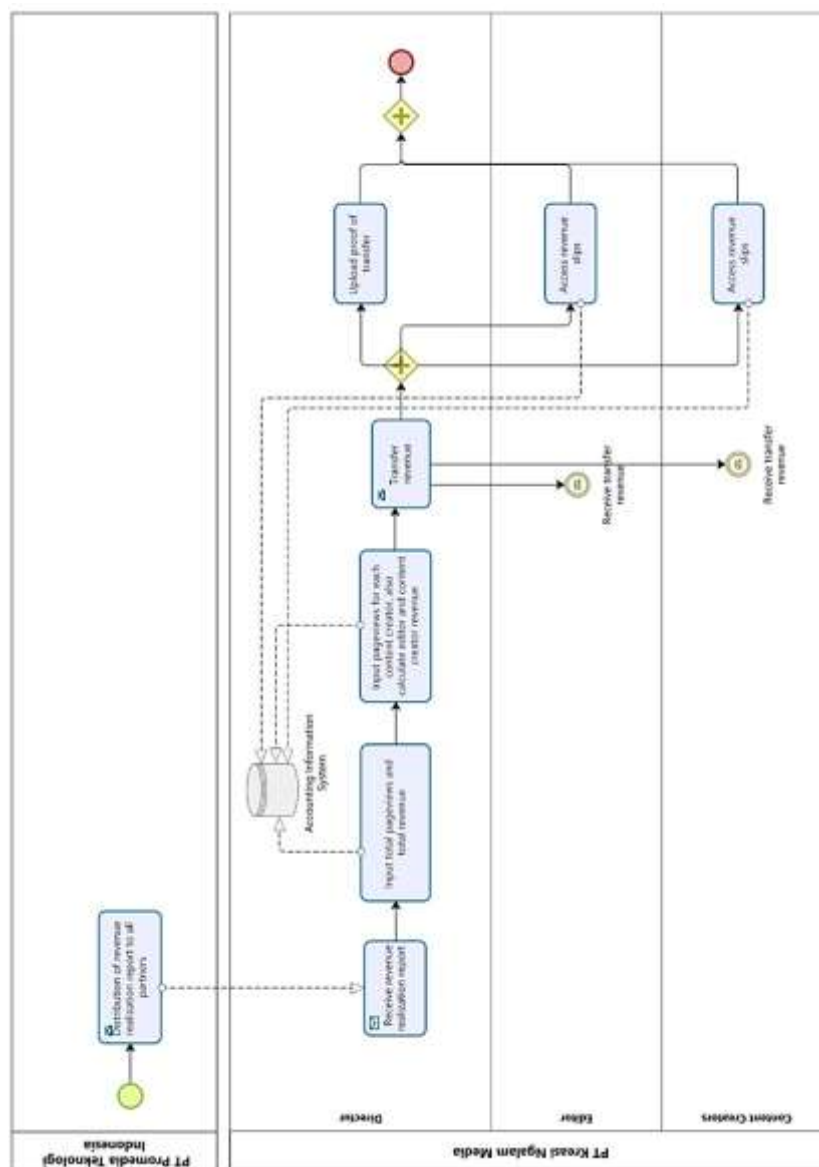 PT Promedia Teknologi
Indonesia
Distribution of revenue
realisation report to all
partners
PT Kreasi Ngalam Media
Director
Receive revenue
realization report
Input total pageviews and
total revenue
Accounting Information
System
Input pageviews for each
content creator, also
calculate editor and content
creator revenue
Transfer
revenue
Upload proof of
transfer
Editor
Receive transfer
revenue
Access revenue
slips
Content Creators
Receive transfer
revenue
Access revenue
slips